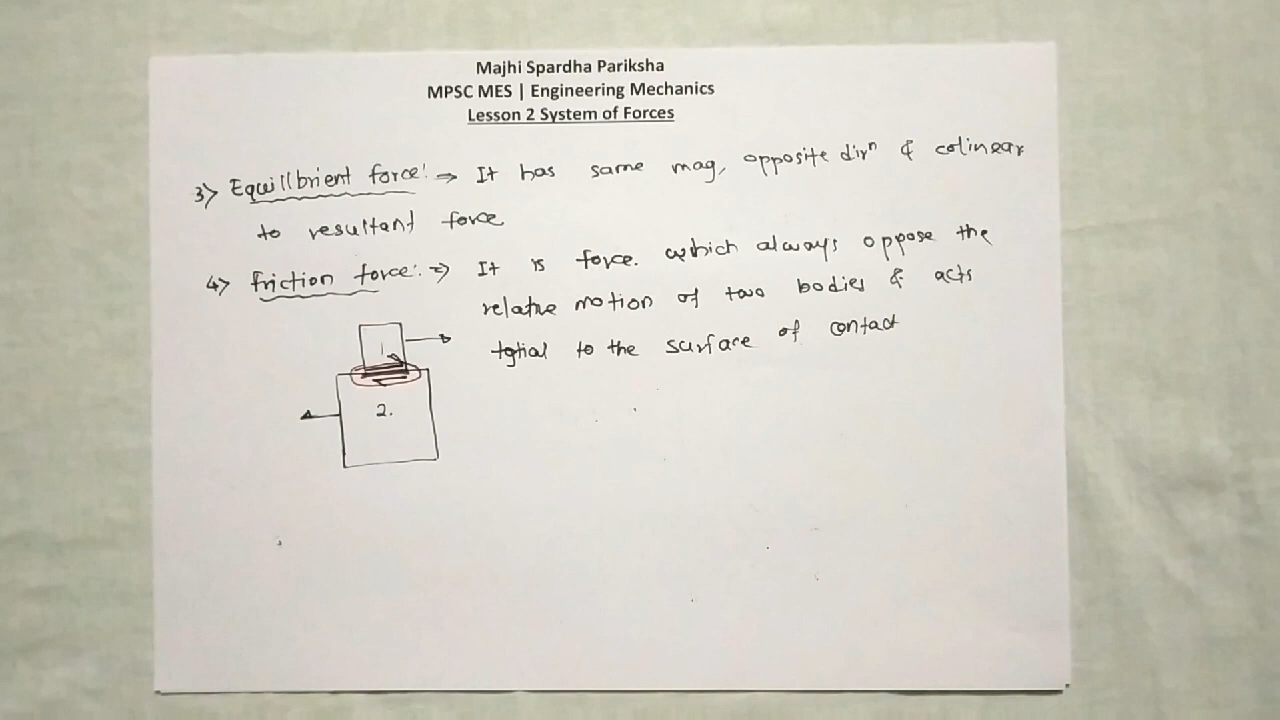 Majhi Spardha Pariksha
MPSC MES | Engineering Mechanics
Lesson 2 System of Forces
3) Equillbrient force: ⇒ It has same mag, opposite dirⁿ & colinear
to resultant force
4) friction force: ⇒ It is force. which always oppose the
relative motion of two bodies & acts
tgtial to the surface of contact
1
2.